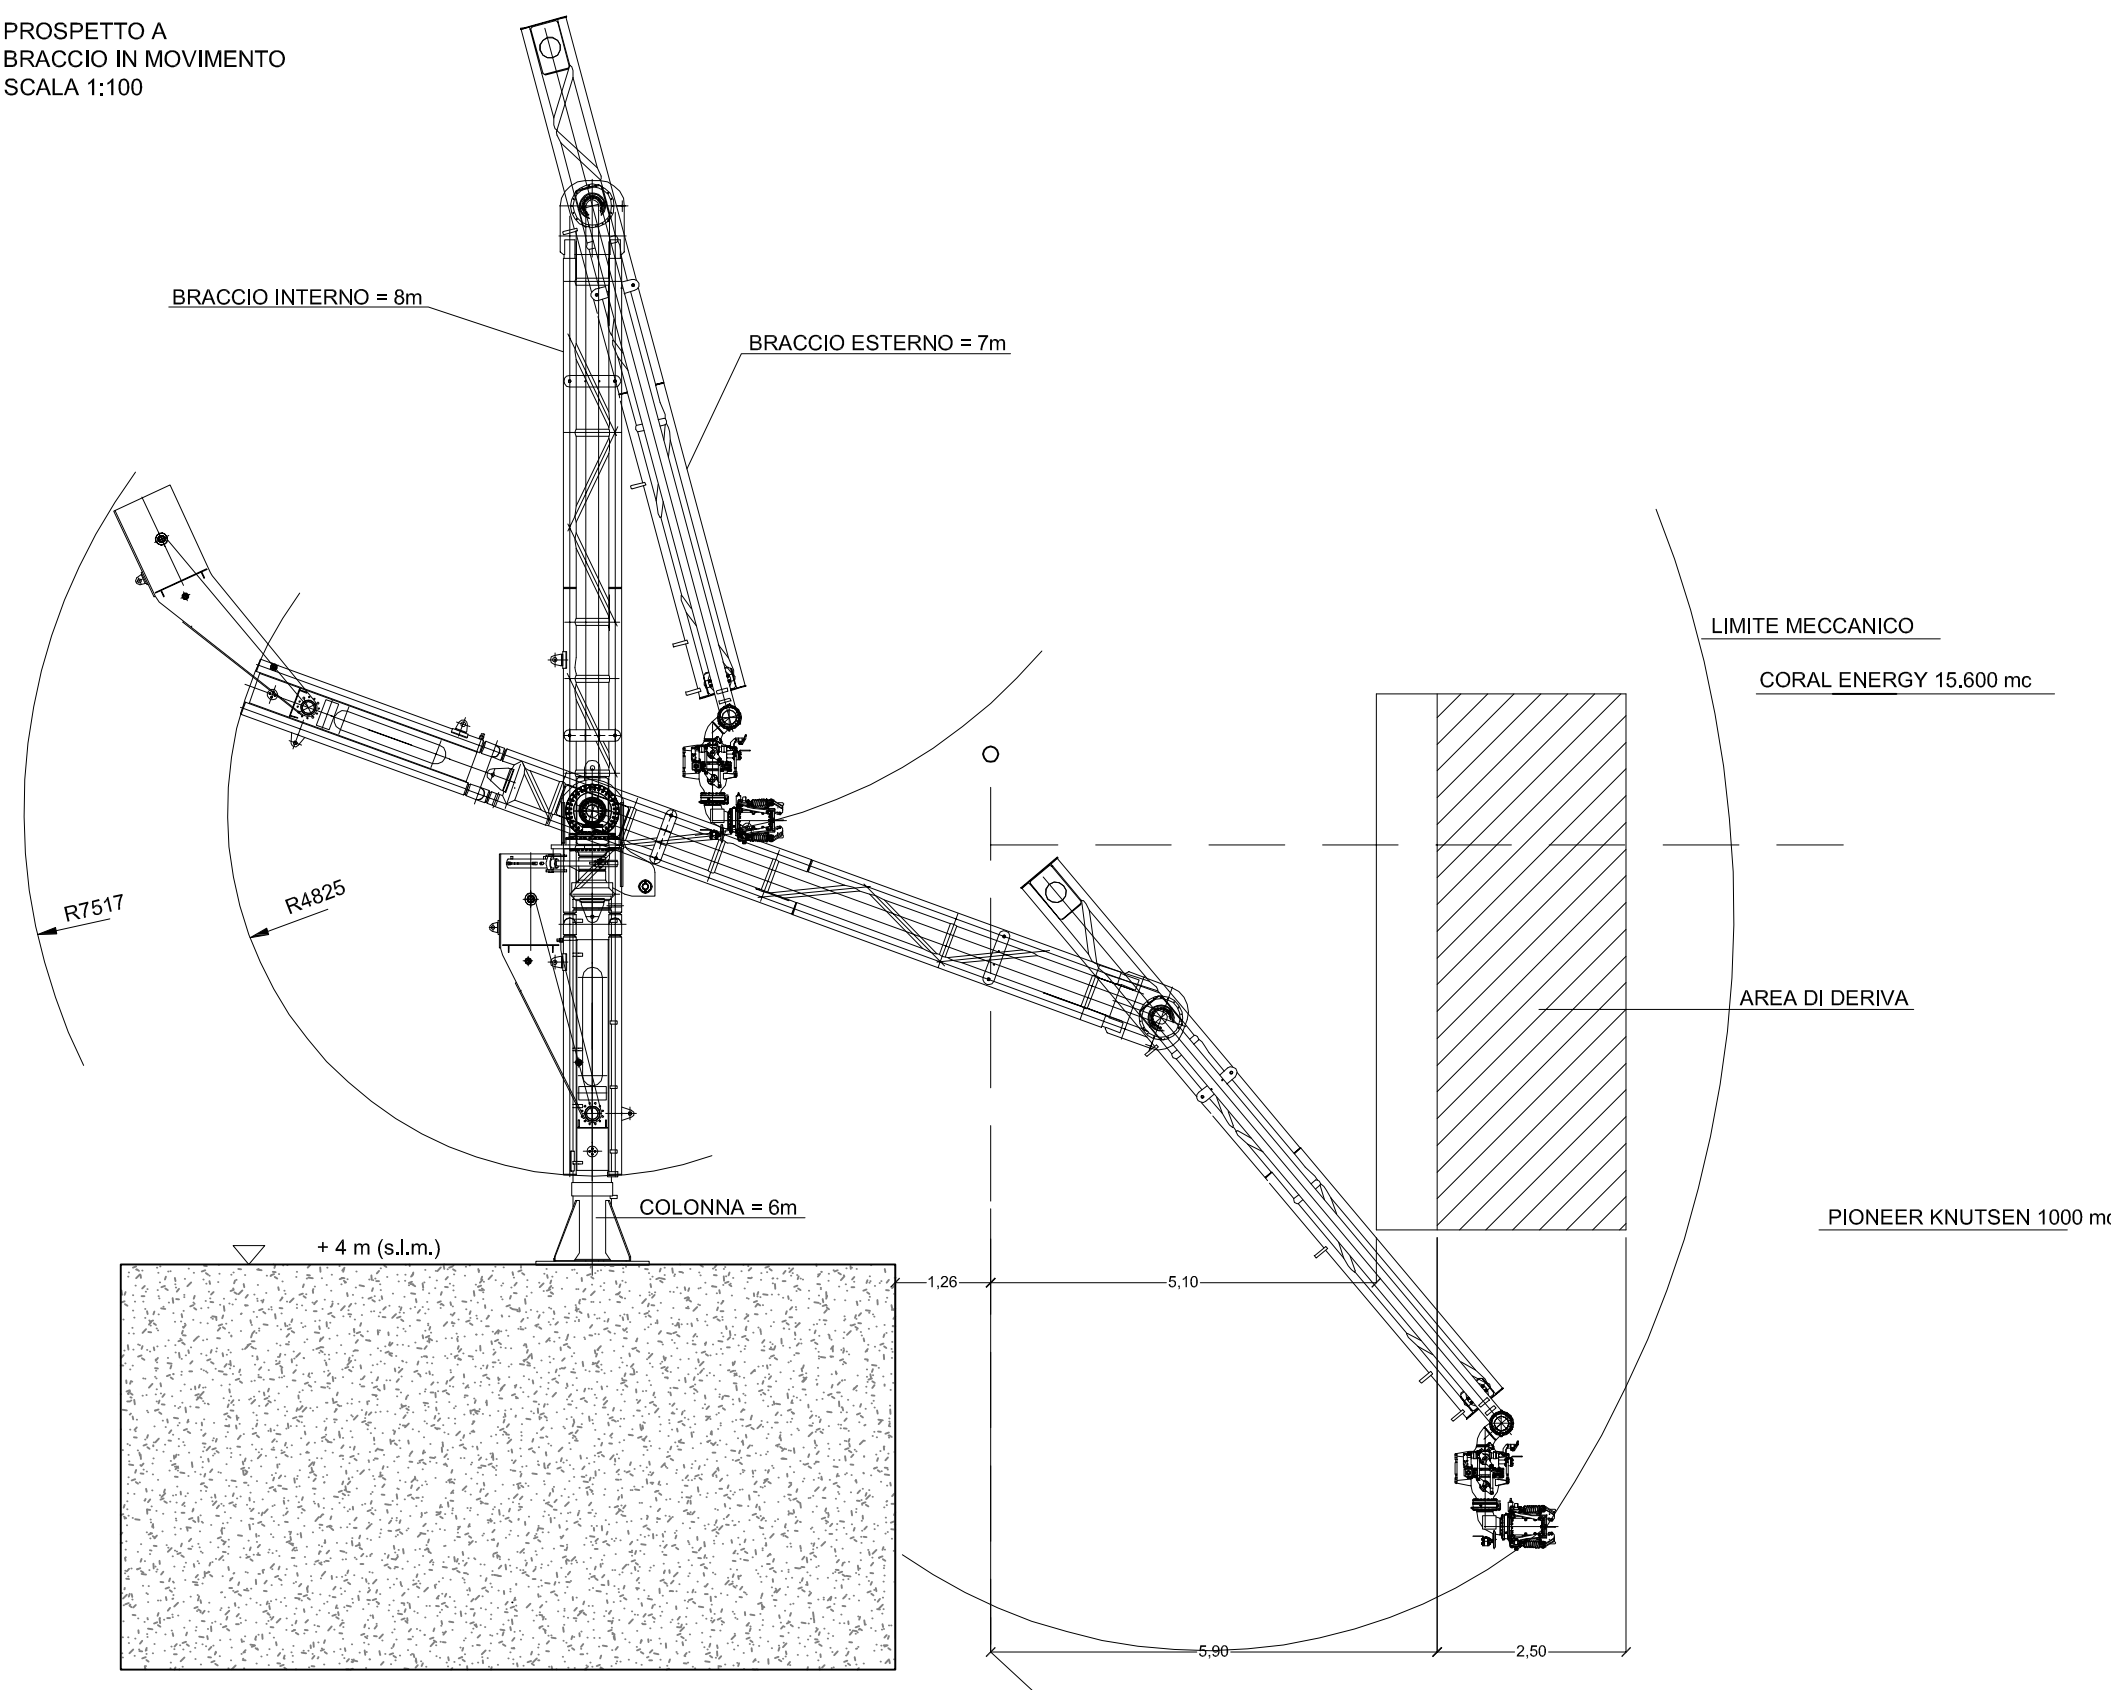 PROSPETTO A
BRACCIO IN MOVIMENTO
SCALA 1:100
BRACCIO INTERNO = 8m
BRACCIO ESTERNO = 7m
LIMITE MECCANICO
CORAL ENERGY 15.600 mc
R7517
R4825
AREA DI DERIVA
COLONNA = 6m
PIONEER KNUTSEN 1000 mc
+ 4 m (s.l.m.)
1,26
5,10
5,90
2,50